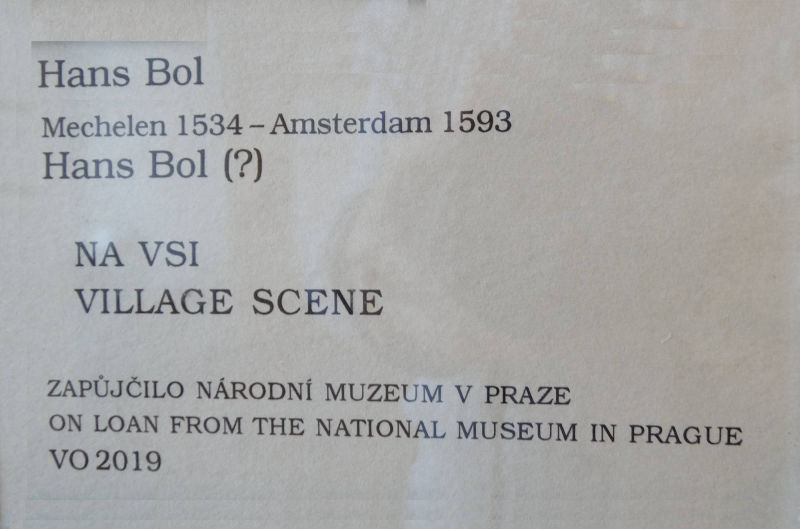 Hans Bol
Mechelen 1534 – Amsterdam 1593
Hans Bol (?)
NA VSI
VILLAGE SCENE
ZAPŮJČILO NÁRODNÍ MUZEUM V PRAZE
ON LOAN FROM THE NATIONAL MUSEUM IN PRAGUE
VO 2019